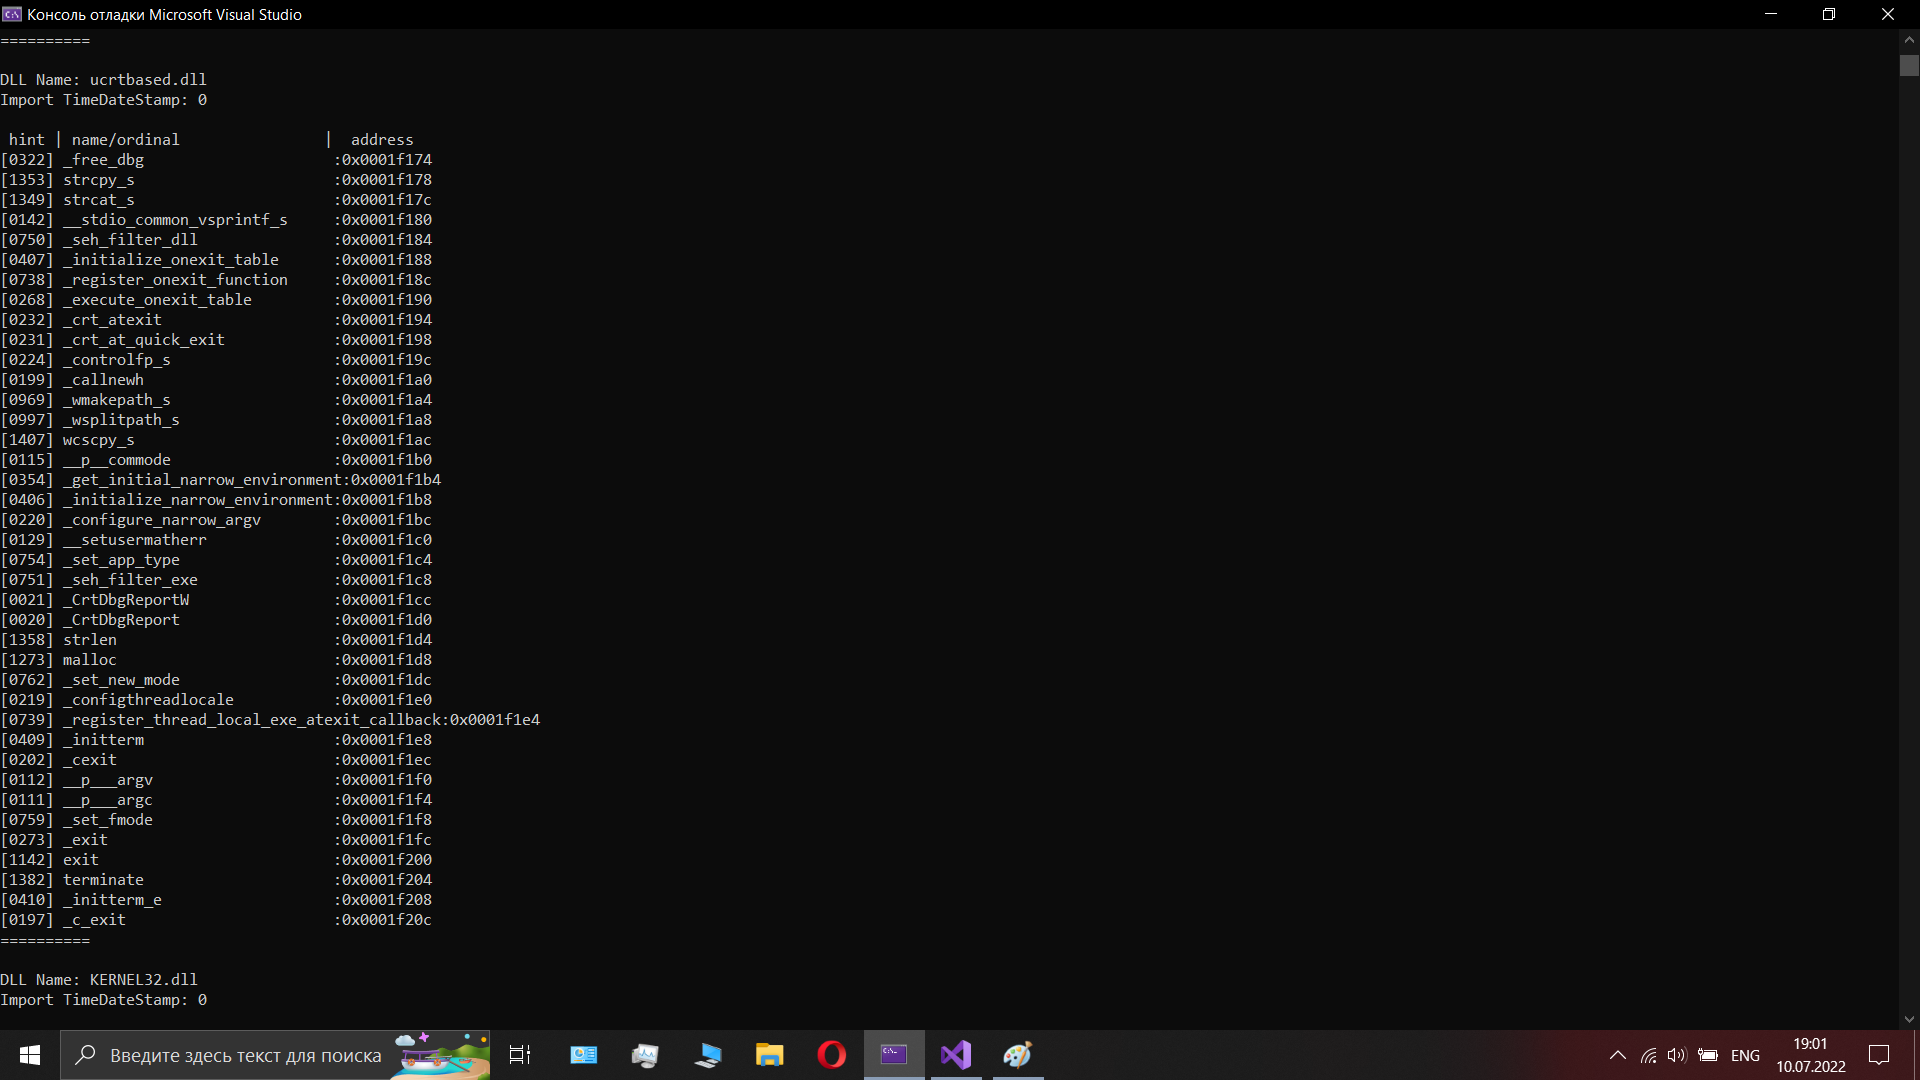 Консоль отладки Microsoft Visual Studio
==========
DLL Name: ucrtbased.dll
Import TimeDateStamp: 0
hint | name/ordinal | address
[0322] _free_dbg :0x0001f174
[1353] strcpy_s :0x0001f178
[1349] strcat_s :0x0001f17c
[0142] __stdio_common_vsprintf_s :0x0001f180
[0750] _seh_filter_dll :0x0001f184
[0407] _initialize_onexit_table :0x0001f188
[0738] _register_onexit_function :0x0001f18c
[0268] _execute_onexit_table :0x0001f190
[0232] _crt_atexit :0x0001f194
[0231] _crt_at_quick_exit :0x0001f198
[0224] _controlfp_s :0x0001f19c
[0199] _callnewh :0x0001f1a0
[0969] _wmakepath_s :0x0001f1a4
[0997] _wsplitpath_s :0x0001f1a8
[1407] wcscpy_s :0x0001f1ac
[0115] __p__commode :0x0001f1b0
[0354] _get_initial_narrow_environment:0x0001f1b4
[0406] _initialize_narrow_environment:0x0001f1b8
[0220] _configure_narrow_argv :0x0001f1bc
[0129] __setusermatherr :0x0001f1c0
[0754] _set_app_type :0x0001f1c4
[0751] _seh_filter_exe :0x0001f1c8
[0021] _CrtDbgReportW :0x0001f1cc
[0020] _CrtDbgReport :0x0001f1d0
[1358] strlen :0x0001f1d4
[1273] malloc :0x0001f1d8
[0762] _set_new_mode :0x0001f1dc
[0219] _configthreadlocale :0x0001f1e0
[0739] _register_thread_local_exe_atexit_callback:0x0001f1e4
[0409] _initterm :0x0001f1e8
[0202] _cexit :0x0001f1ec
[0112] __p___argv :0x0001f1f0
[0111] __p___argc :0x0001f1f4
[0759] _set_fmode :0x0001f1f8
[0273] _exit :0x0001f1fc
[1142] exit :0x0001f200
[1382] terminate :0x0001f204
[0410] _initterm_e :0x0001f208
[0197] _c_exit :0x0001f20c
==========
DLL Name: KERNEL32.dll
Import TimeDateStamp: 0
Введите здесь текст для поиска
ENG
19:01
10.07.2022